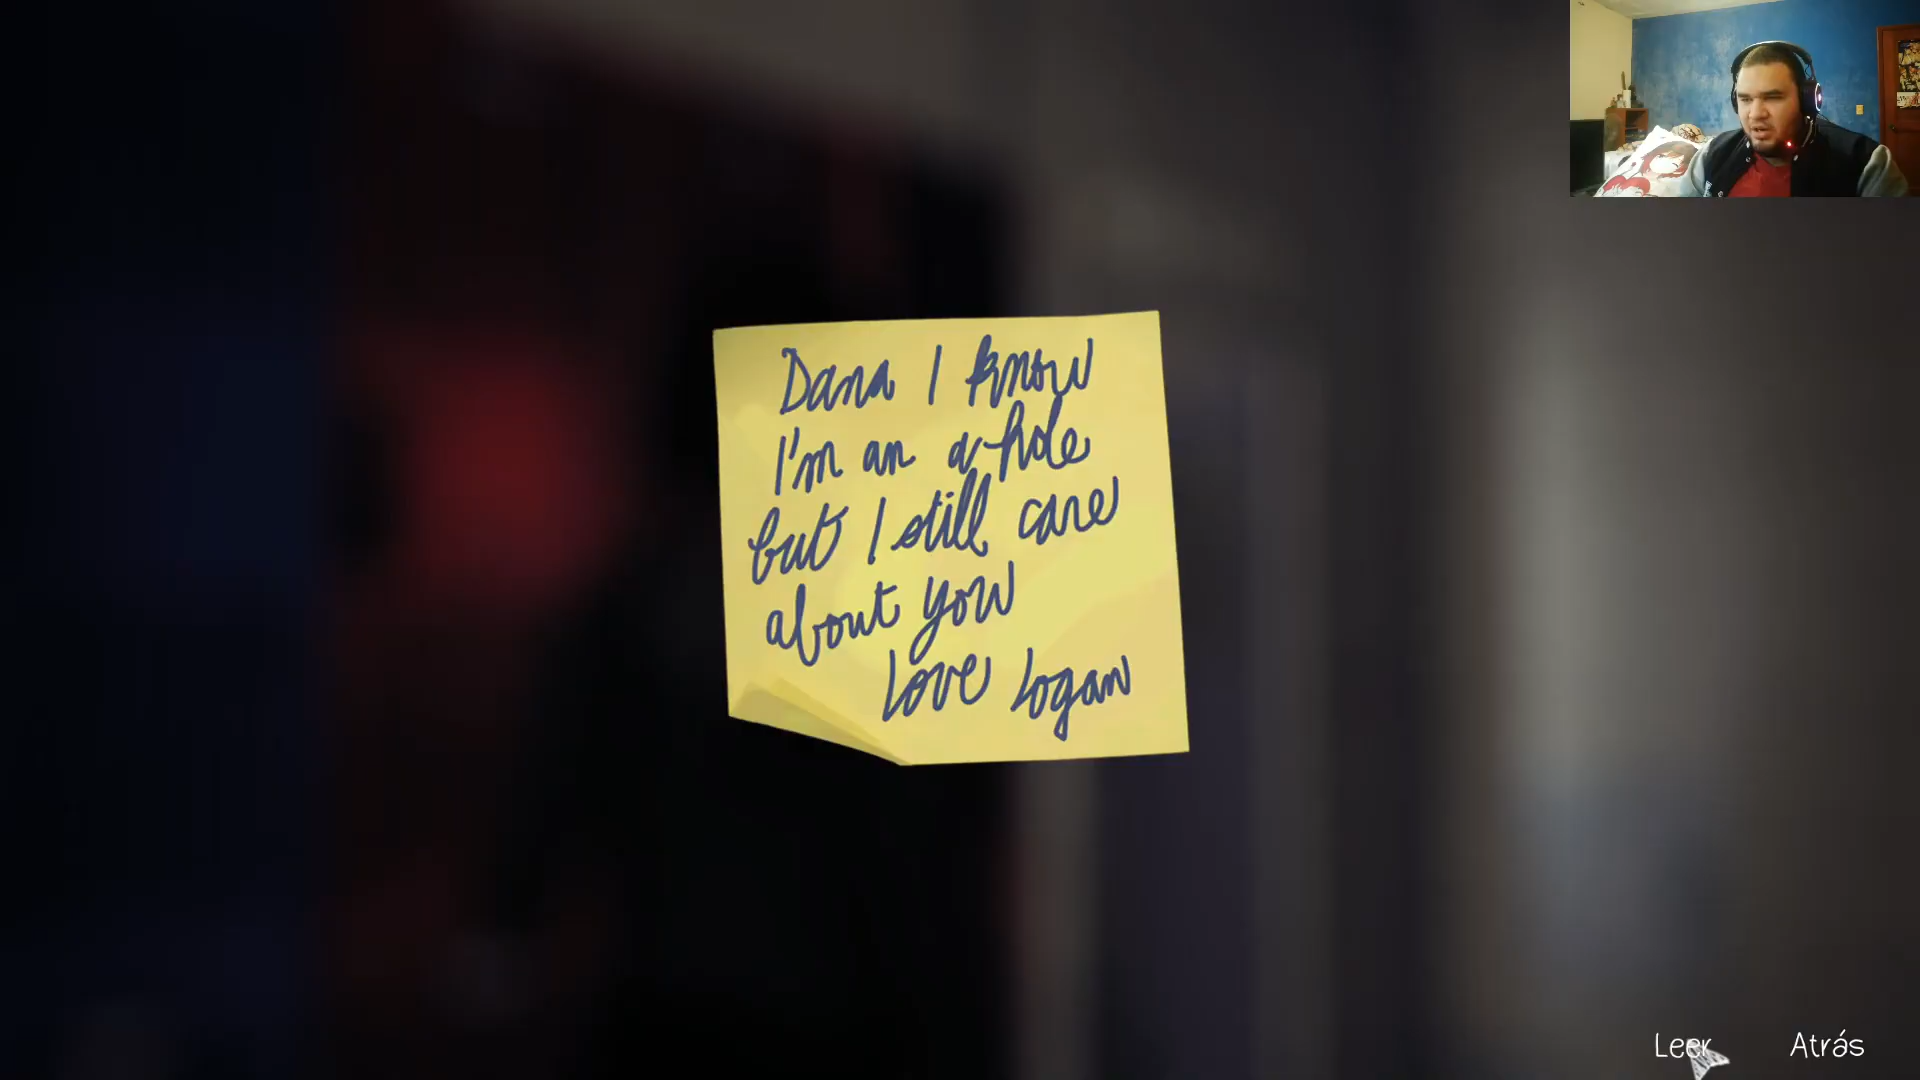 Dana I know
I'm an a-hole
but I still care
about you
Love Logan
Leer
Atrás